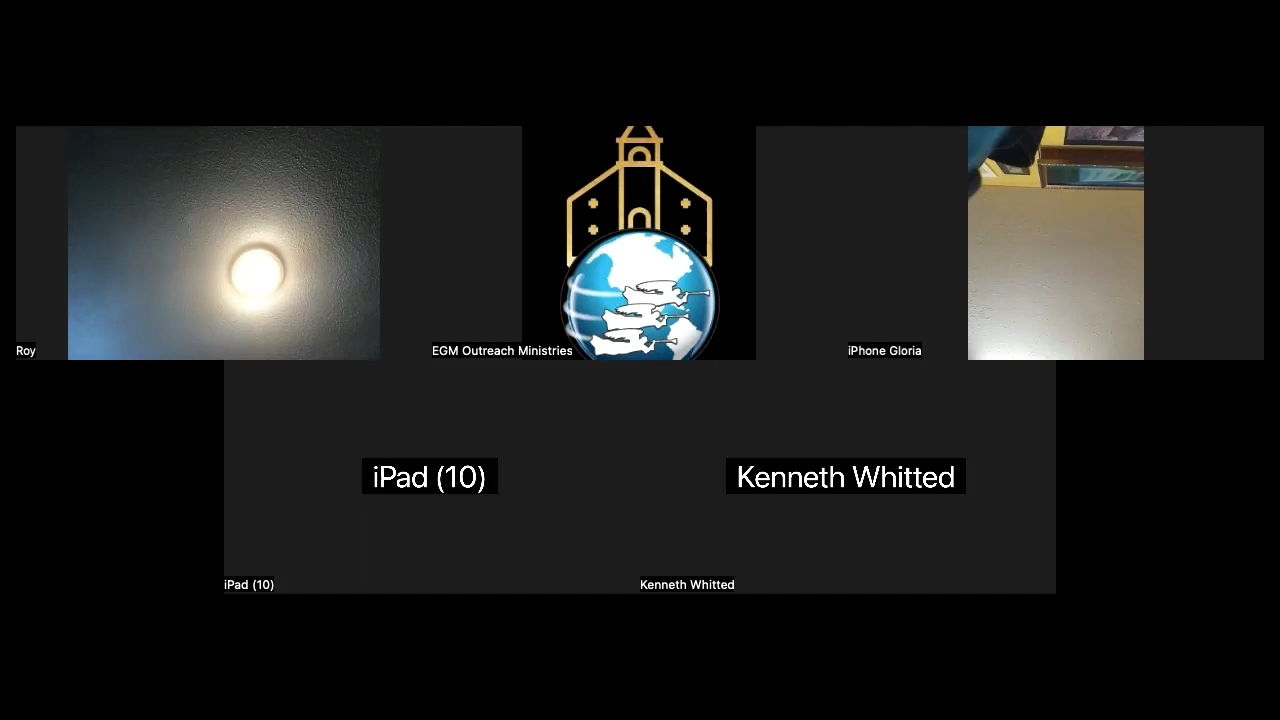 Roy
EGM Outreach Ministries
iPhone Gloria
iPad (10)
Kenneth Whitted
iPad (10)
Kenneth Whitted